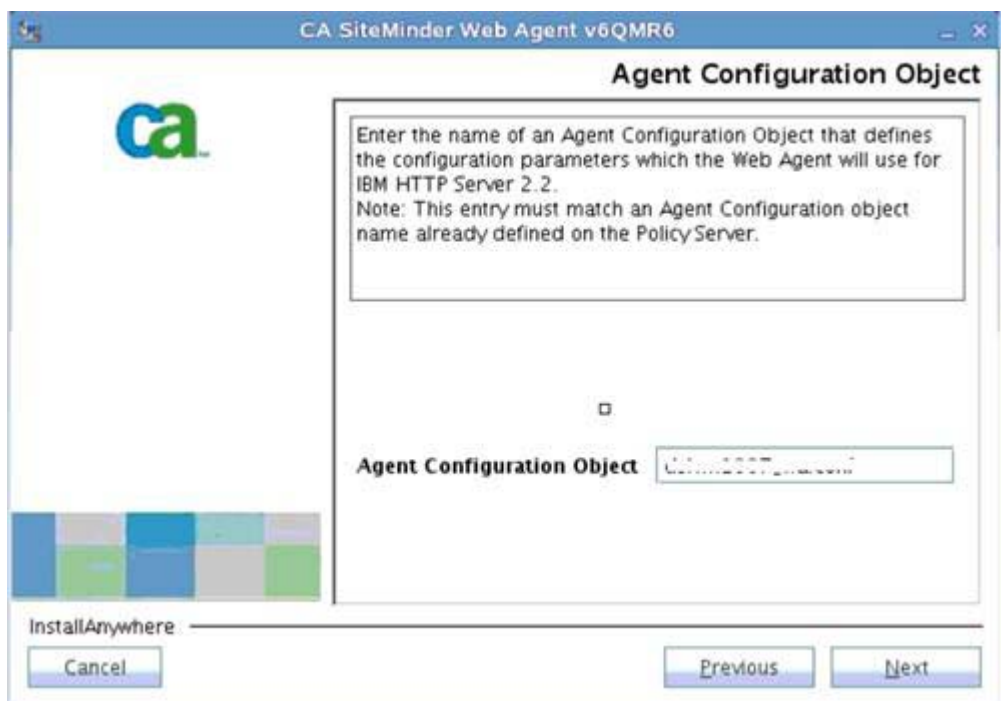 CA SiteMinder Web Agent v6QMR6
Agent Configuration Object
ca
Enter the name of an Agent Configuration Object that defines
the configuration parameters which the Web Agent will use for
IBM HTTP Server 2.2.
Note: This entry must match an Agent Configuration object
name already defined on the Policy Server.
Agent Configuration Object
InstallAnywhere
Cancel
Previous
Next